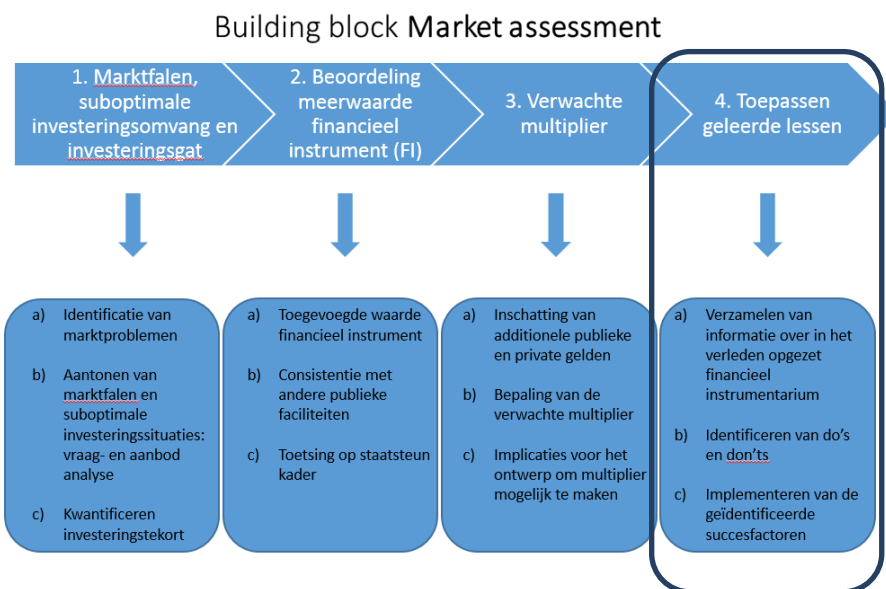 Building block Market assessment
1. Marktfalen,
suboptimale
investeringsomvang en
investeringsgat
2. Beoordeling
meerwaarde
financieel
instrument (FI)
3. Verwachte
multiplier
4. Toepassen
geleerde lessen
a) Identificatie van
marktproblemen
b) Aantonen van
marktfalen en
suboptimale
investeringssituaties:
vraag- en aanbod
analyse
c) Kwantificeren
investeringstekort
a) Toegevoegde waarde
financieel instrument
b) Consistentie met
andere publieke
faciliteiten
c) Toetsing op staatsteun
kader
a) Inschatting van
additionele publieke
en private gelden
b) Bepaling van de
verwachte multiplier
c) Implicaties voor het
ontwerp om multiplier
mogelijk te maken
a) Verzamelen van
informatie over in het
verleden opgezet
financieel
instrumentarium
b) Identificeren van do's
en don'ts
c) Implementeren van de
geïdentificeerde
succesfactoren